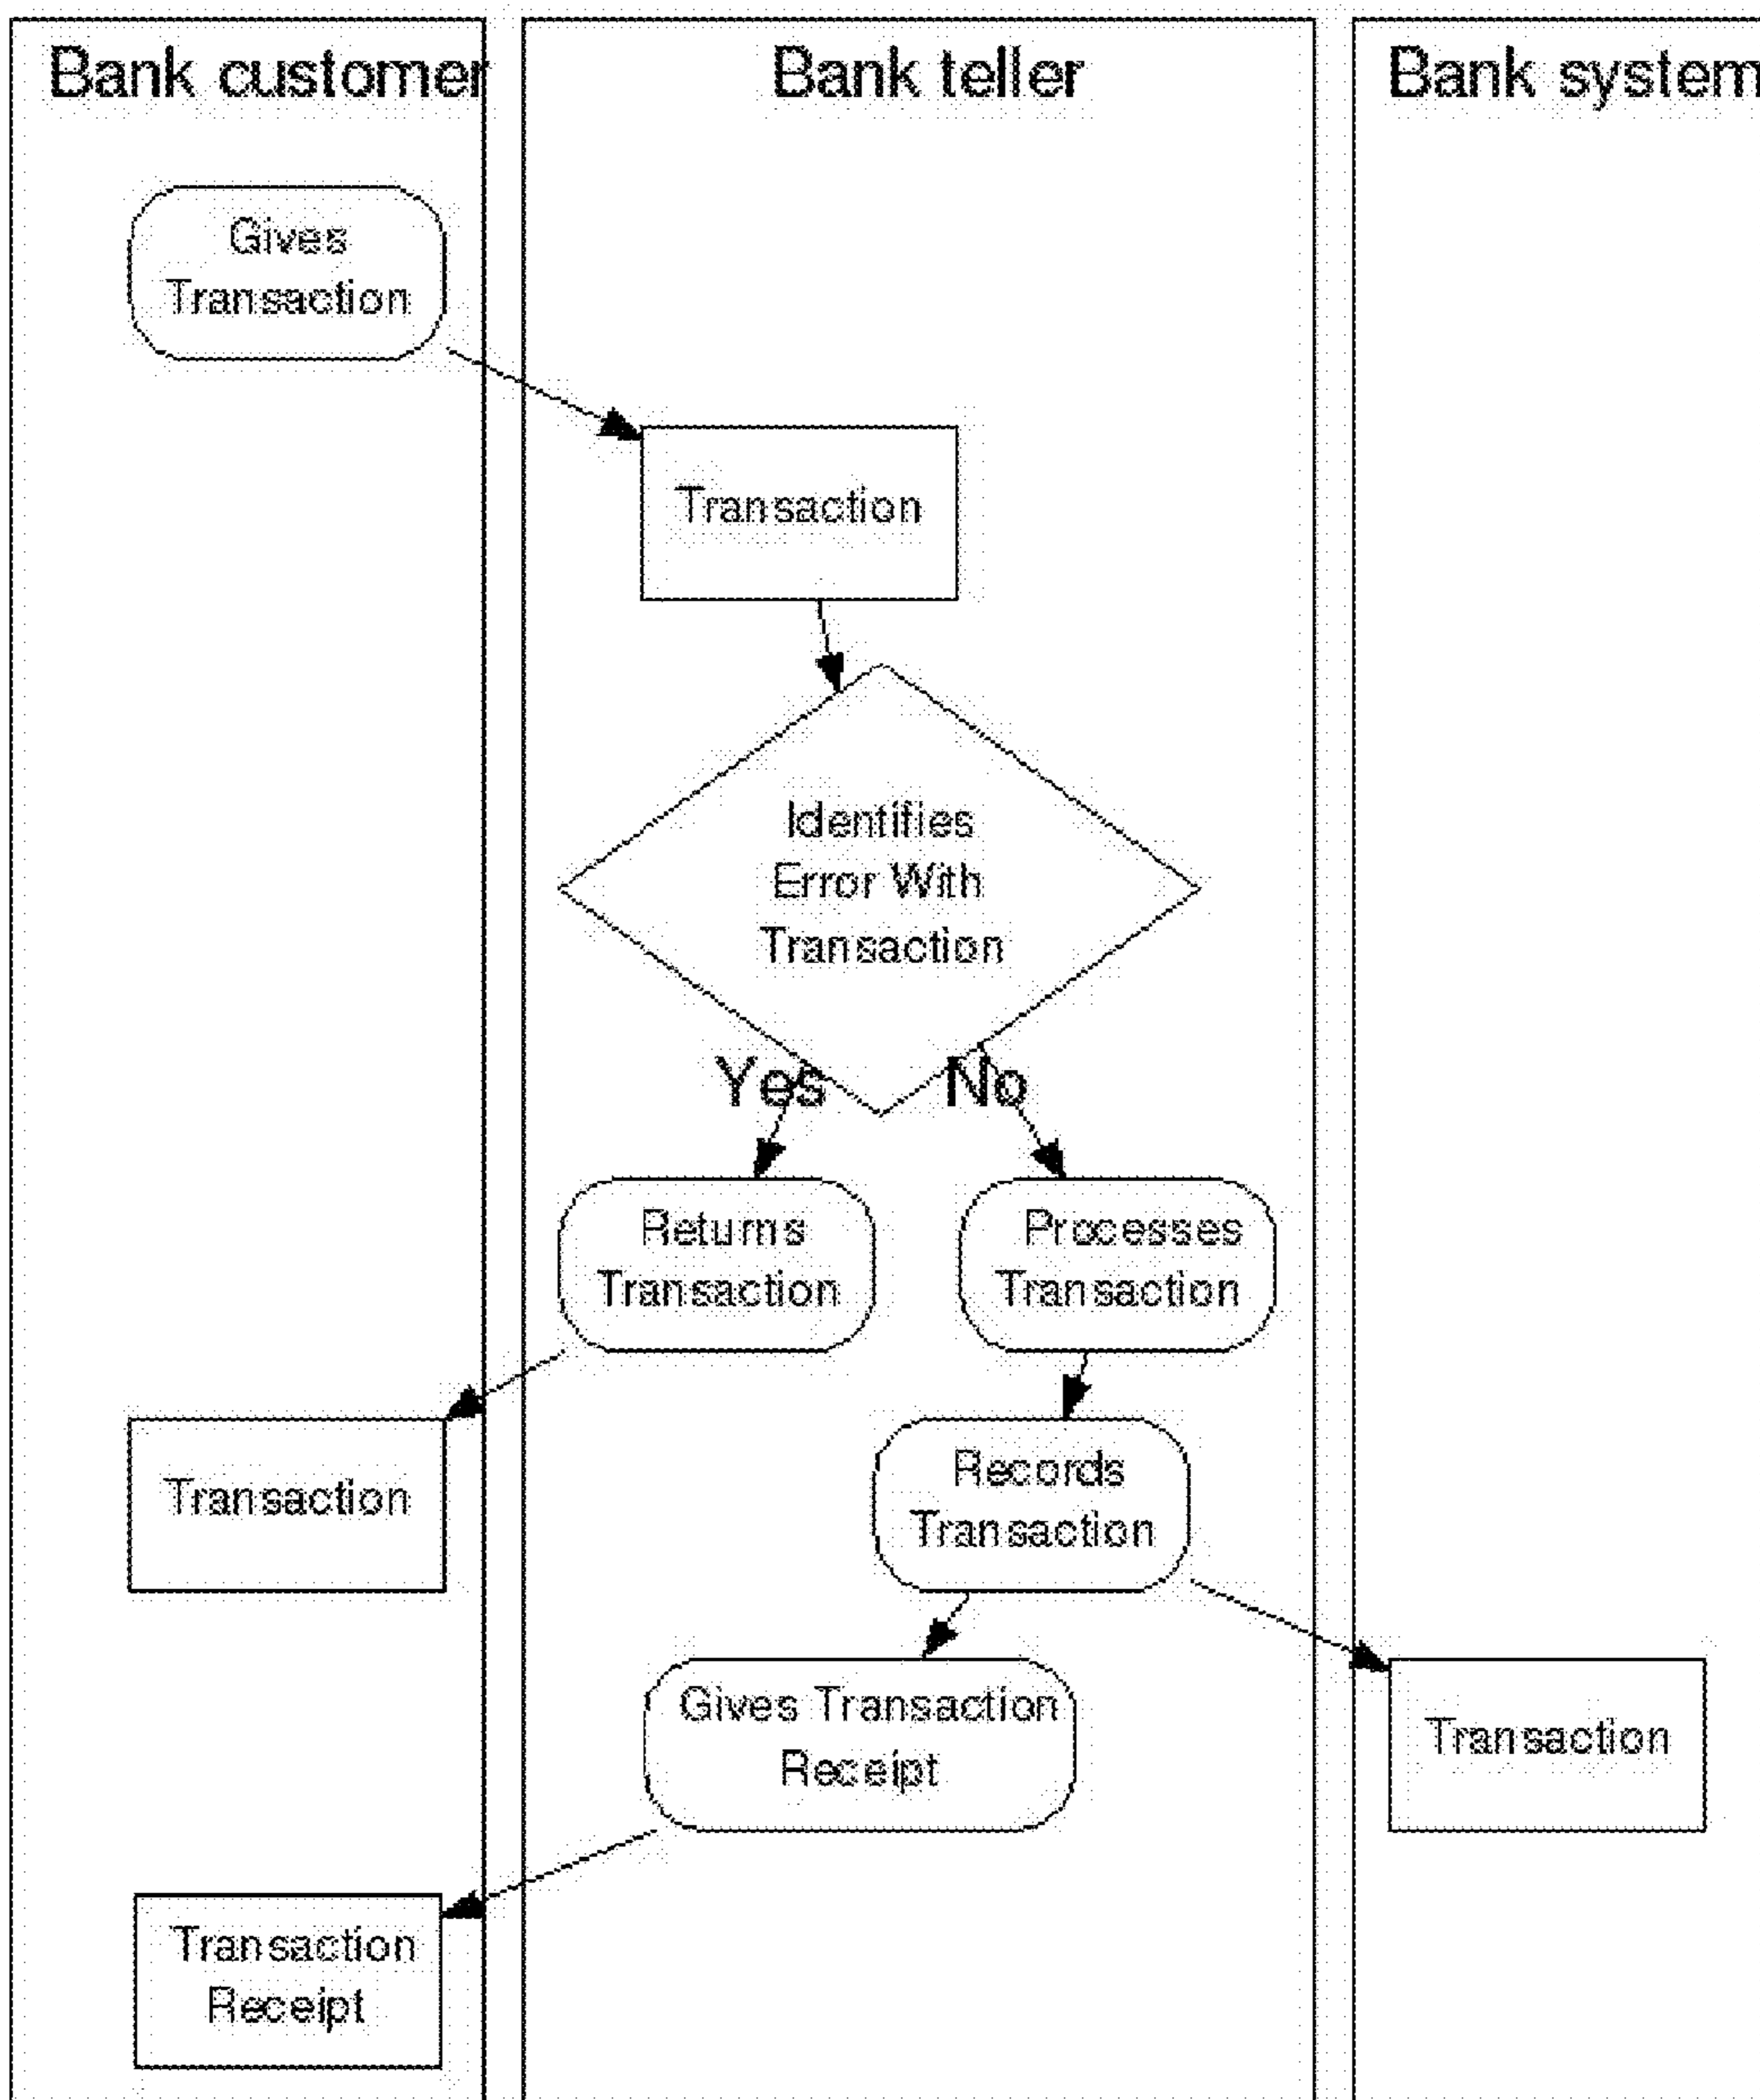 Bank customer
Bank teller
Bank system
Gives
Transaction
Transaction
Identifies
Error With
Transaction
Yes
No
Returns
Transaction
Processes
Transaction
Transaction
Records
Transaction
Gives Transaction
Receipt
Transaction
Transaction
Receipt